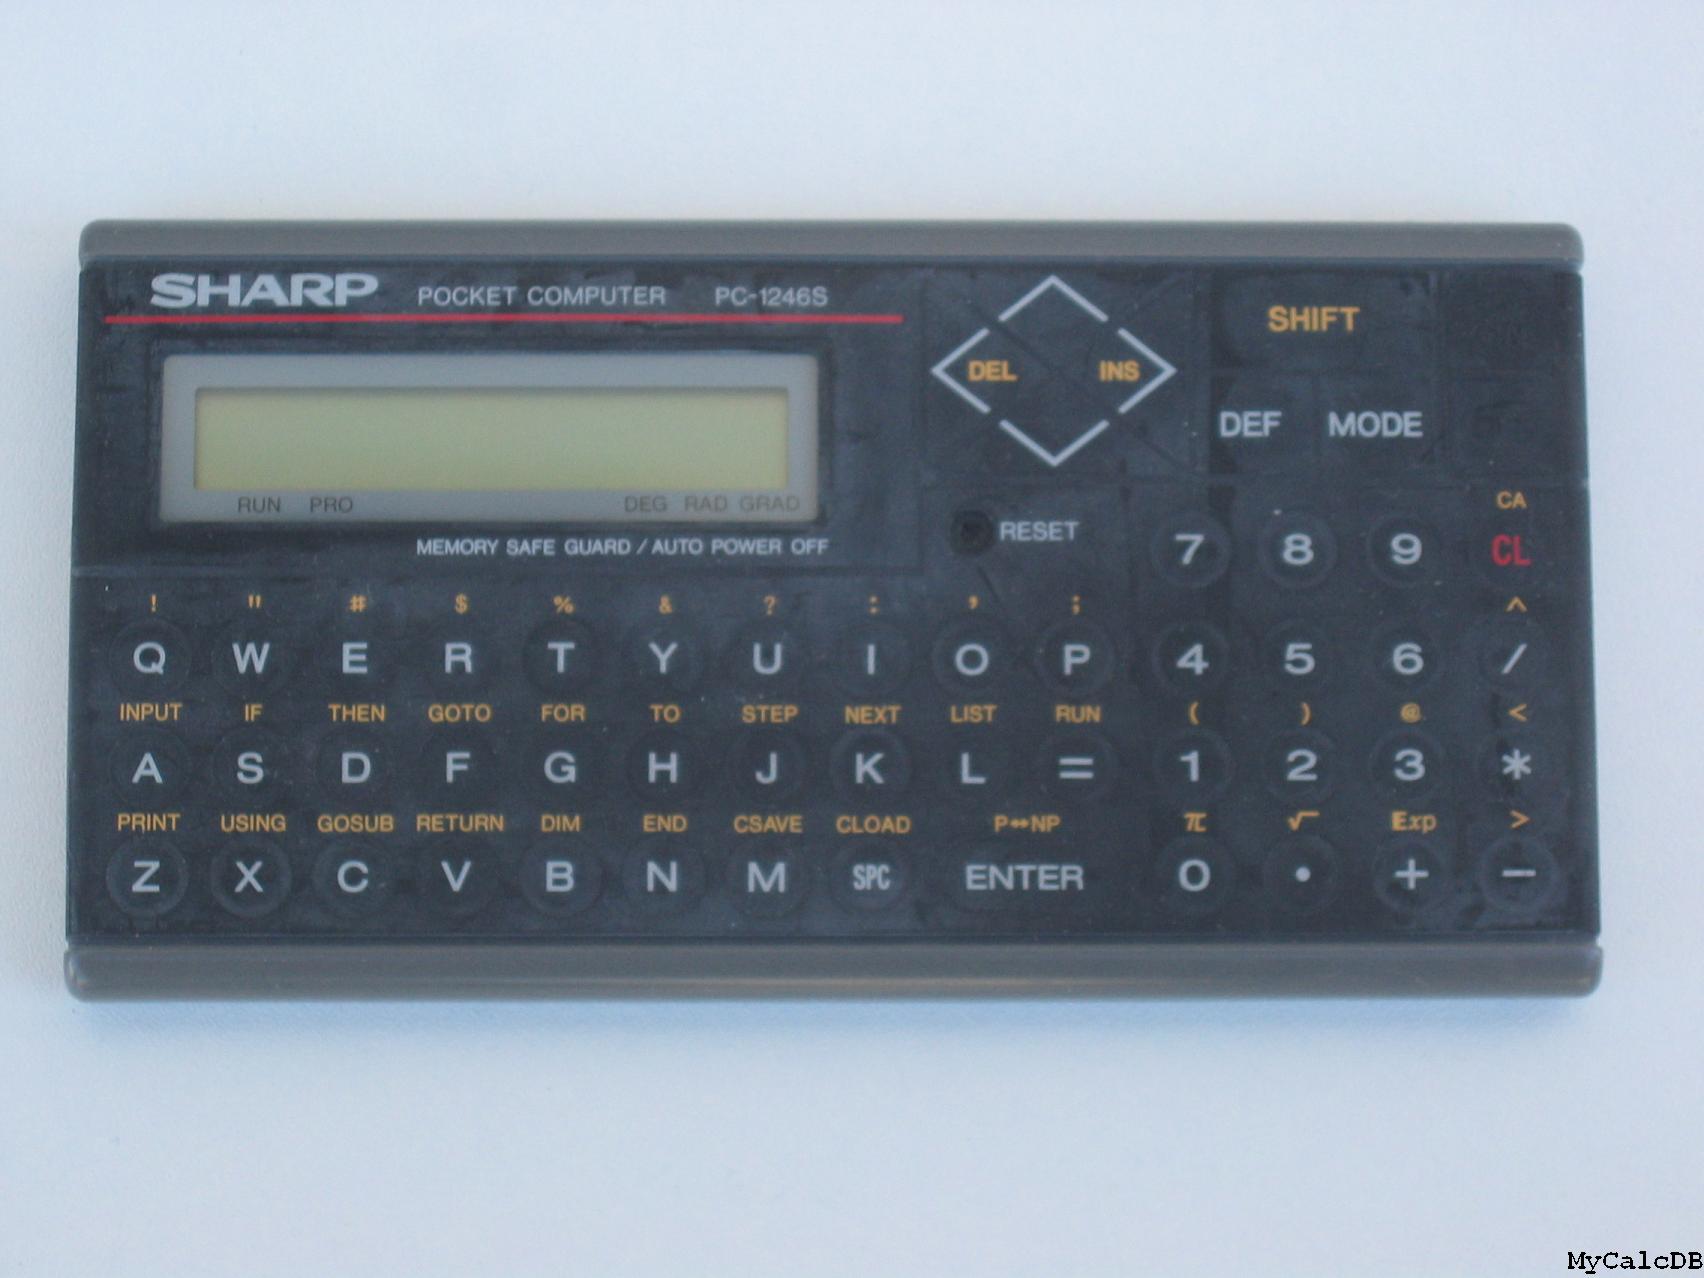 SHARP POCKET COMPUTER PC-1246S
SHIFT
DEL INS
DEF MODE
RUN PRO DEG RAD GRAD
MEMORY SAFE GUARD / AUTO POWER OFF
RESET
CA
7 8 9 CL
! " # $ % & ? : , ; ^
Q W E R T Y U I O P 4 5 6 /
INPUT IF THEN GOTO FOR TO STEP NEXT LIST RUN ( ) @ <
A S D F G H J K L = 1 2 3 *
PRINT USING GOSUB RETURN DIM END CSAVE CLOAD P↔NP π √ Exp >
Z X C V B N M SPC ENTER 0 • + −
MyCalcDB